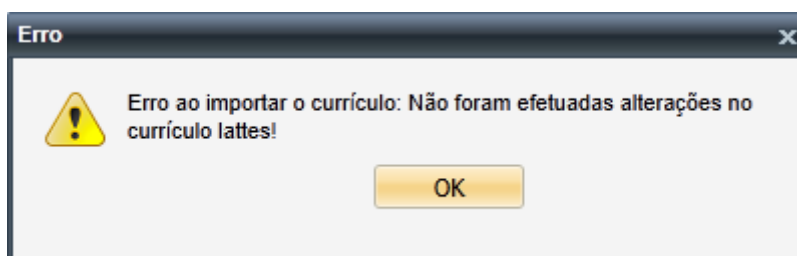 Erro
Erro ao importar o currículo: Não foram efetuadas alterações no
currículo lattes!
OK